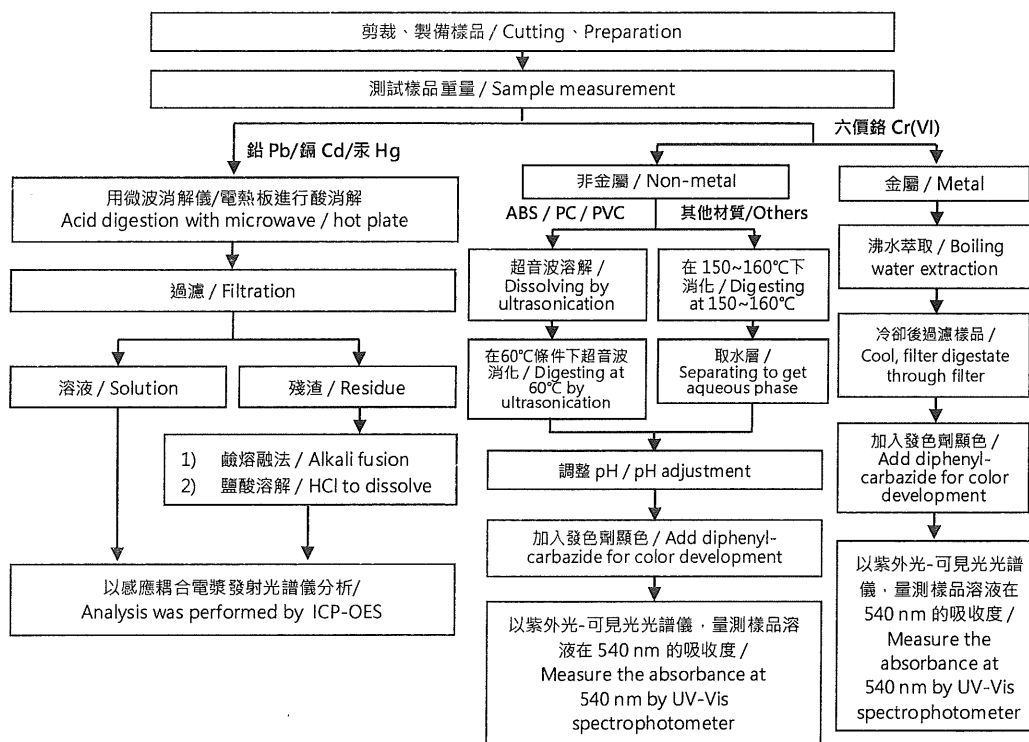 剪裁、製備樣品 / Cutting、Preparation
測試樣品重量 / Sample measurement
鉛 Pb/鎘 Cd/汞 Hg
六價鉻 Cr(VI)
用微波消解儀/電熱板進行酸消解
Acid digestion with microwave / hot plate
過濾 / Filtration
溶液 / Solution
殘渣 / Residue
1) 鹼熔融法 / Alkali fusion
2) 鹽酸溶解 / HCl to dissolve
以感應耦合電漿發射光譜儀分析/
Analysis was performed by ICP-OES
非金屬 / Non-metal
ABS / PC / PVC
其他材質/Others
超音波溶解 /
Dissolving by
ultrasonication
在 150~160℃下
消化 / Digesting
at 150~160℃
在60℃條件下超音波
消化 / Digesting at
60℃ by
ultrasonication
取水層 /
Separating to get
aqueous phase
調整 pH / pH adjustment
加入發色劑顯色 / Add diphenyl-
carbazide for color development
以紫外光-可見光光譜儀，量測樣品溶
液在 540 nm 的吸收度 /
Measure the absorbance at
540 nm by UV-Vis
spectrophotometer
金屬 / Metal
沸水萃取 / Boiling
water extraction
冷卻後過濾樣品 /
Cool, filter digestate
through filter
加入發色劑顯色 /
Add diphenyl-
carbazide for color
development
以紫外光-可見光光譜
儀，量測樣品溶液在
540 nm 的吸收度
/ Measure the
absorbance at
540 nm by UV-Vis
spectrophotometer